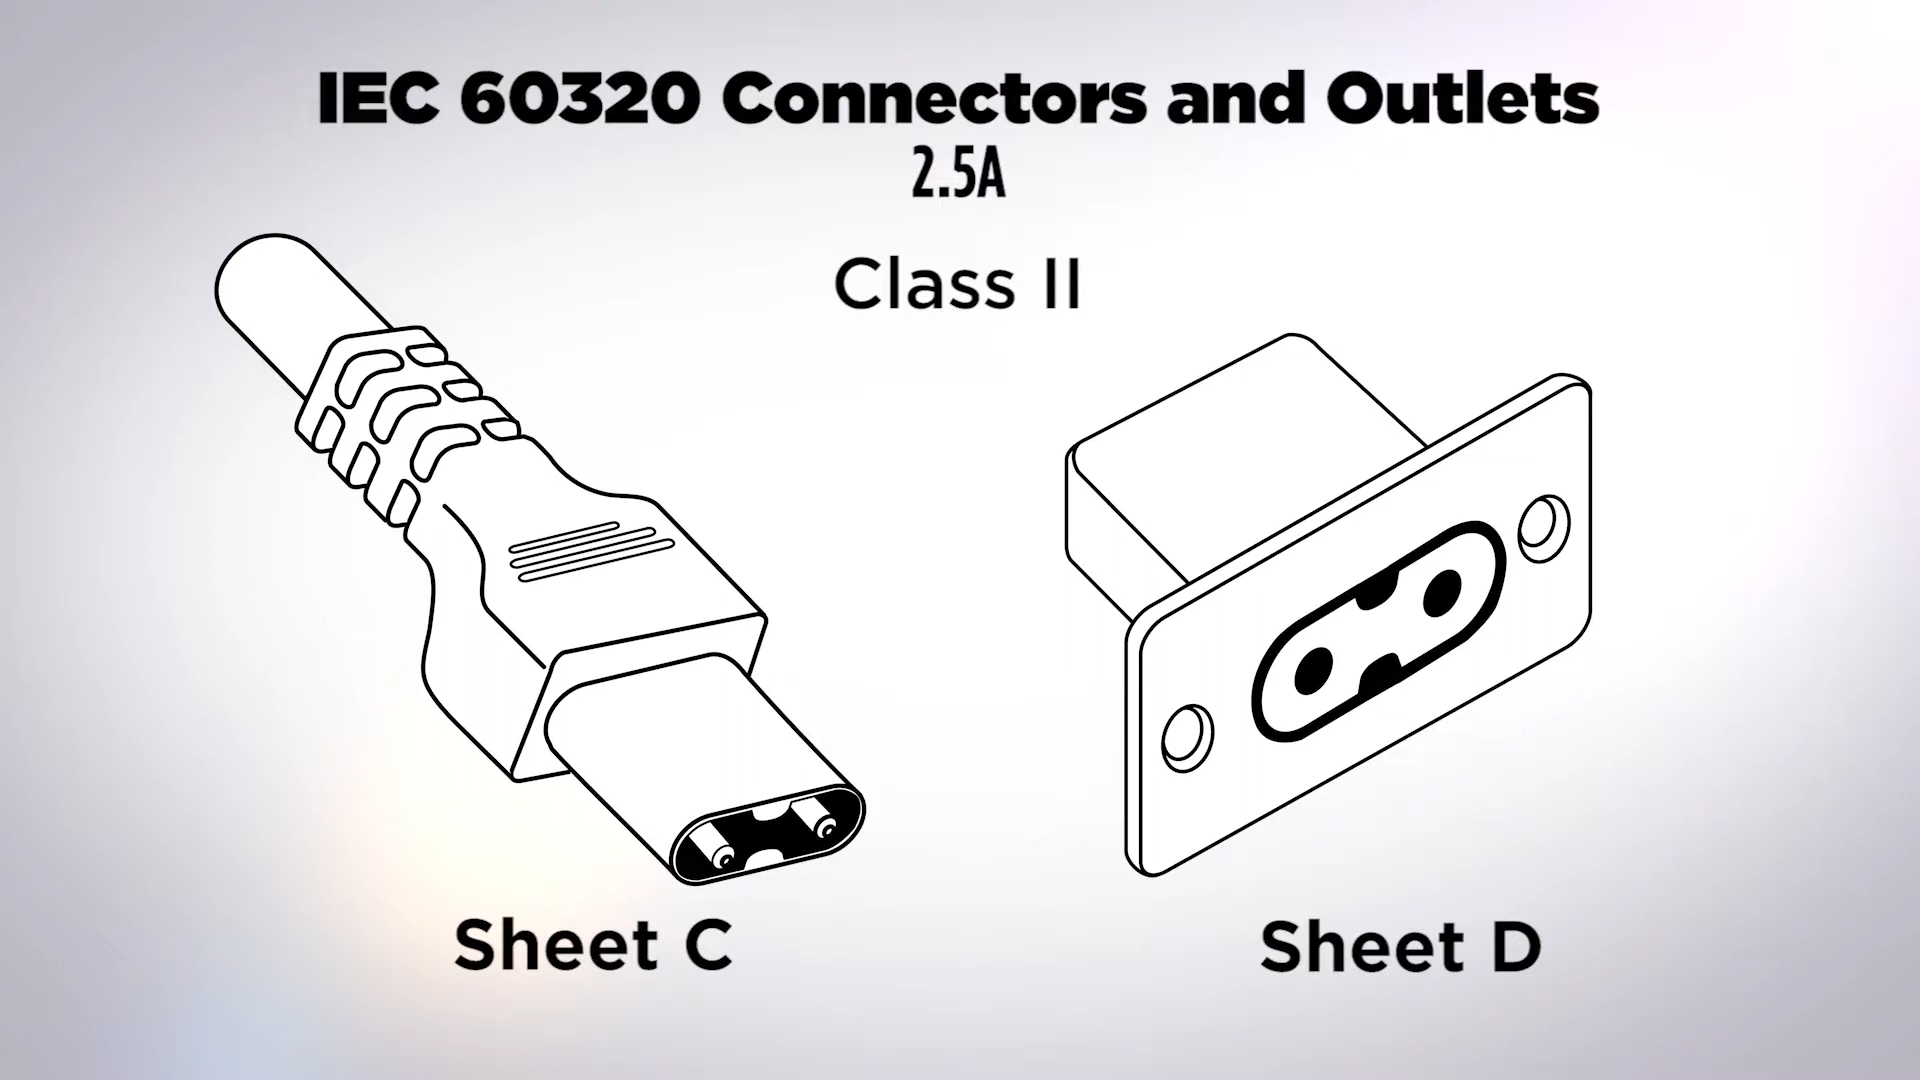 IEC 60320 Connectors and Outlets
2.5A
Class II
Sheet C
Sheet D